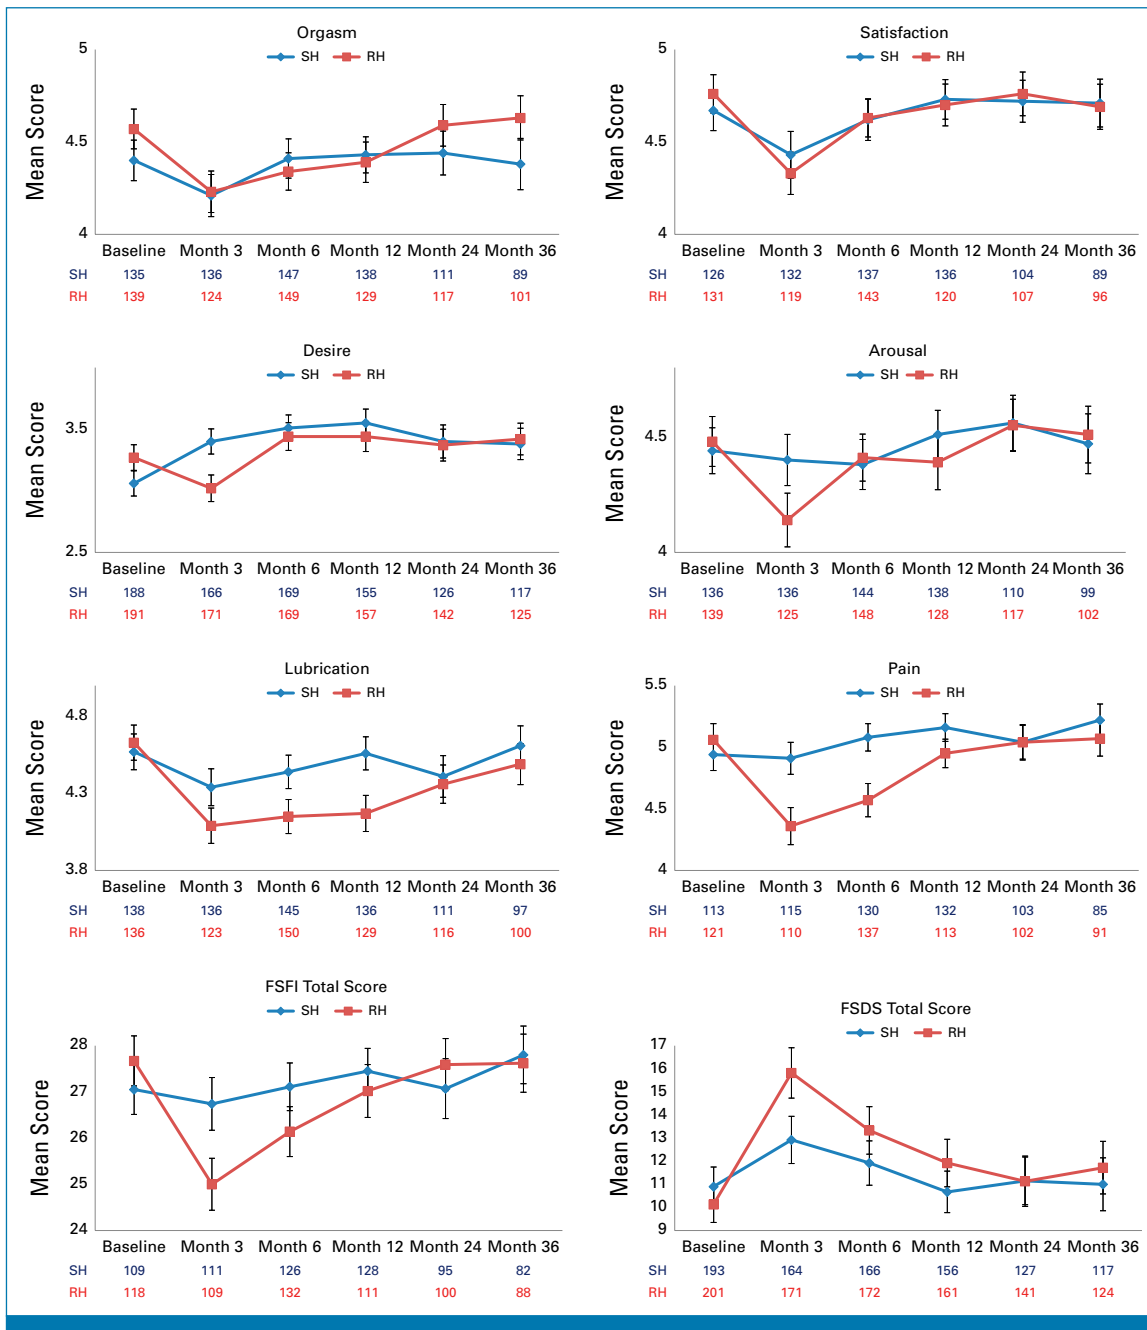 Orgasm
SH RH
Mean Score
5
4.5
4
Baseline Month 3 Month 6 Month 12 Month 24 Month 36
SH 135 136 147 138 111 89
RH 139 124 149 129 117 101
Satisfaction
SH RH
Mean Score
5
4.5
4
Baseline Month 3 Month 6 Month 12 Month 24 Month 36
SH 126 132 137 136 104 89
RH 131 119 143 120 107 96
Desire
SH RH
Mean Score
3.5
2.5
Baseline Month 3 Month 6 Month 12 Month 24 Month 36
SH 188 166 169 155 126 117
RH 191 171 169 157 142 125
Arousal
SH RH
Mean Score
4.5
4
Baseline Month 3 Month 6 Month 12 Month 24 Month 36
SH 136 136 144 138 110 99
RH 139 125 148 128 117 102
Lubrication
SH RH
Mean Score
4.8
4.3
3.8
Baseline Month 3 Month 6 Month 12 Month 24 Month 36
SH 138 136 145 136 111 97
RH 136 123 150 129 116 100
Pain
SH RH
Mean Score
5.5
5
4.5
4
Baseline Month 3 Month 6 Month 12 Month 24 Month 36
SH 113 115 130 132 103 85
RH 121 110 137 113 102 91
FSFI Total Score
SH RH
Mean Score
28
27
26
25
24
Baseline Month 3 Month 6 Month 12 Month 24 Month 36
SH 109 111 126 128 95 82
RH 118 109 132 111 100 88
FSDS Total Score
SH RH
Mean Score
17
16
15
14
13
12
11
10
9
Baseline Month 3 Month 6 Month 12 Month 24 Month 36
SH 193 164 166 156 127 117
RH 201 171 172 161 141 124